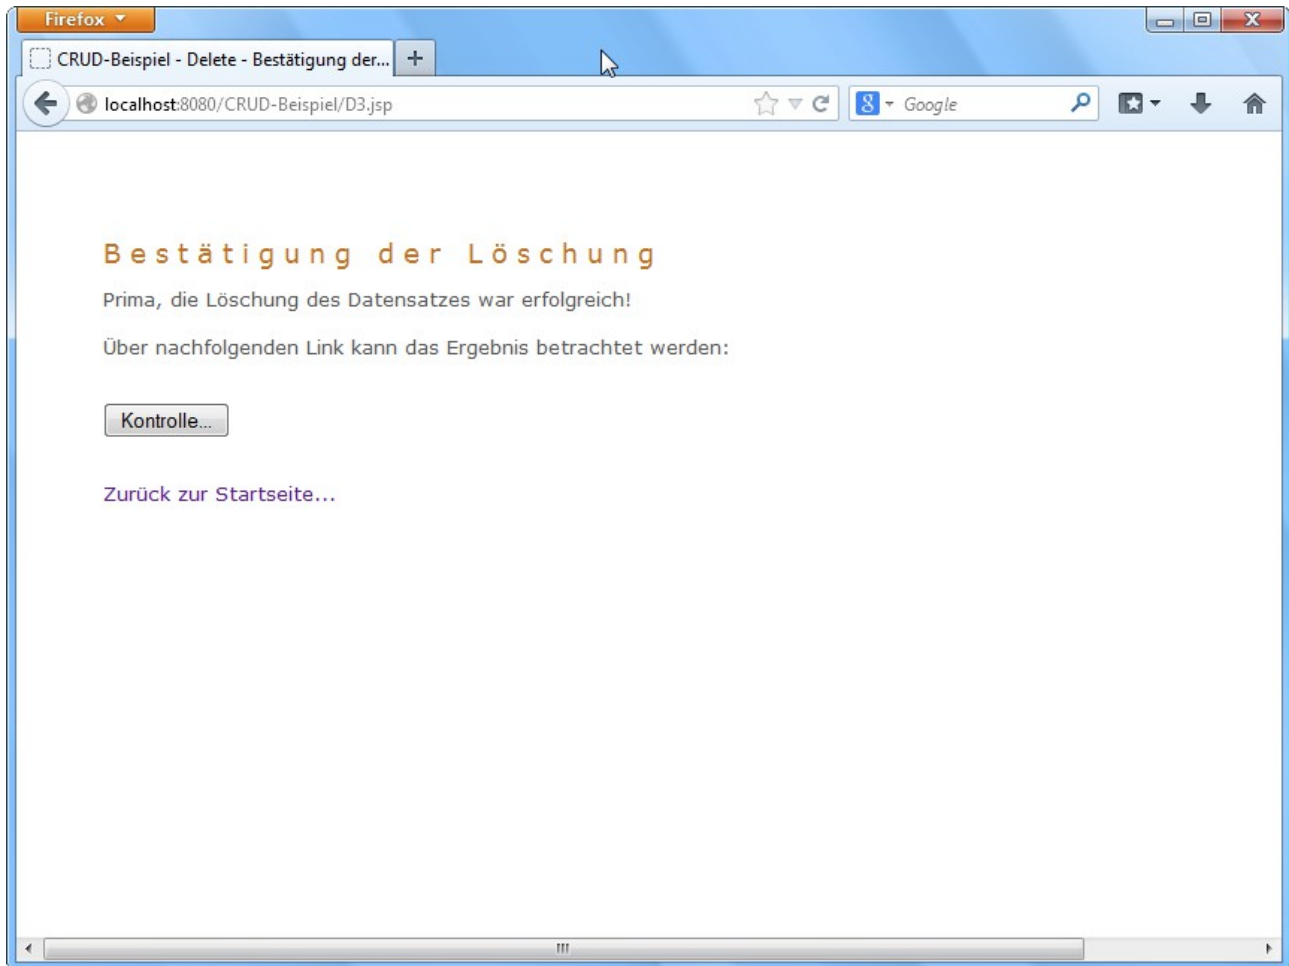 Firefox
CRUD-Beispiel - Delete - Bestätigung der...
localhost:8080/CRUD-Beispiel/D3.jsp
8 Google
Bestätigung der Löschung
Prima, die Löschung des Datensatzes war erfolgreich!
Über nachfolgenden Link kann das Ergebnis betrachtet werden:
Kontrolle...
Zurück zur Startseite...